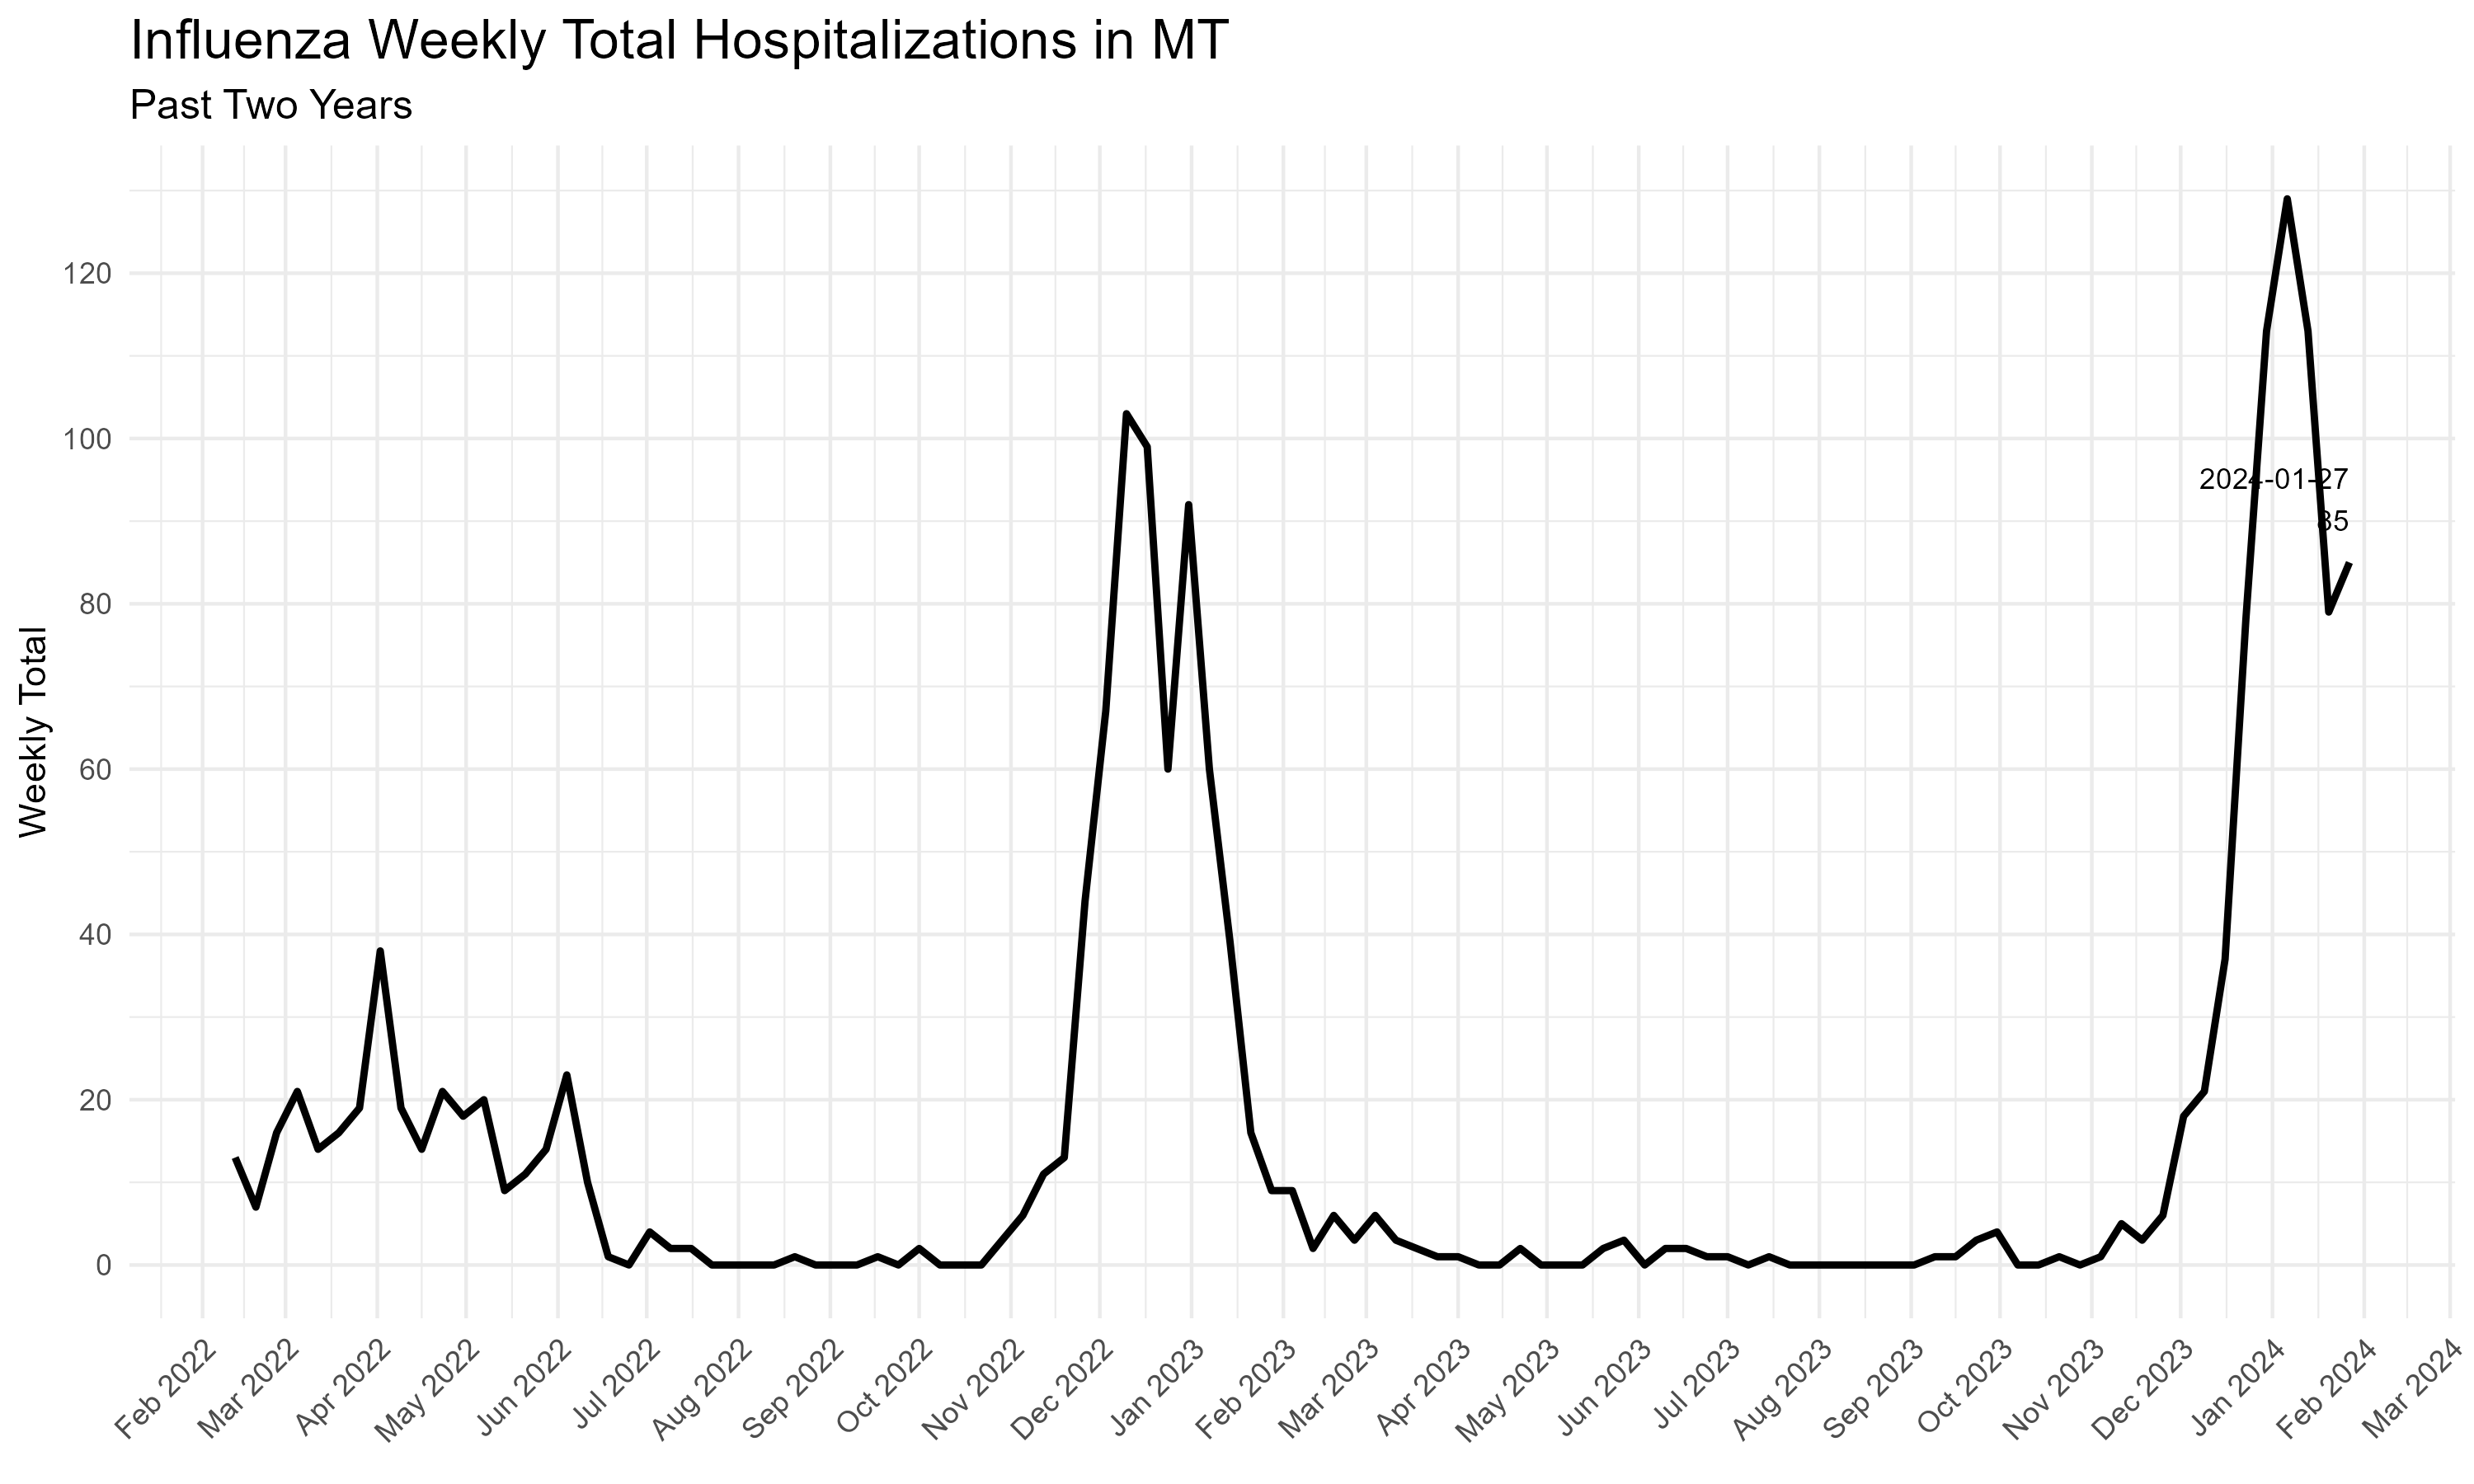 Influenza Weekly Total Hospitalizations in MT
Past Two Years
Weekly Total
120
100
80
60
40
20
0
2024-01-27
85
Feb 2022
Mar 2022
Apr 2022
May 2022
Jun 2022
Jul 2022
Aug 2022
Sep 2022
Oct 2022
Nov 2022
Dec 2022
Jan 2023
Feb 2023
Mar 2023
Apr 2023
May 2023
Jun 2023
Jul 2023
Aug 2023
Sep 2023
Oct 2023
Nov 2023
Dec 2023
Jan 2024
Feb 2024
Mar 2024